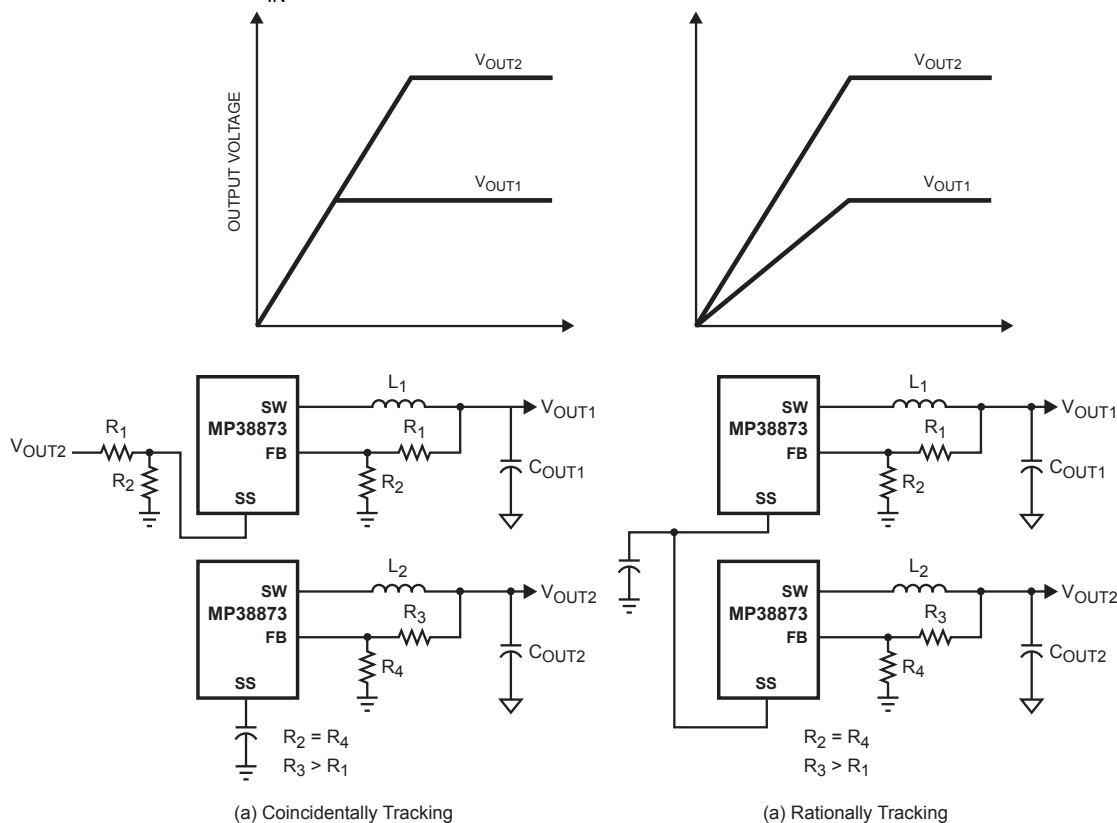 IN
OUTPUT VOLTAGE
VOUT2
VOUT1
VOUT2
VOUT1
VOUT2
R1
R2
SW
MP38873
FB
SS
L1
R1
R2
VOUT1
COUT1
SW
MP38873
FB
SS
L2
R3
R4
VOUT2
COUT2
R2 = R4
R3 > R1
(a) Coincidentally Tracking
SW
MP38873
FB
SS
L1
R1
R2
VOUT1
COUT1
SW
MP38873
FB
SS
L2
R3
R4
VOUT2
COUT2
R2 = R4
R3 > R1
(a) Rationally Tracking